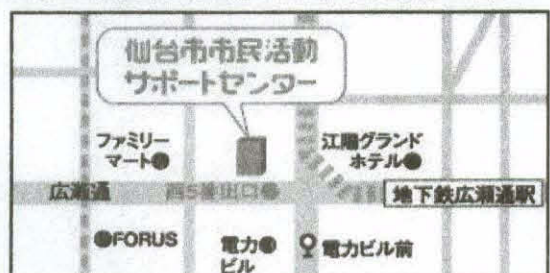 仙台市市民活動
サポートセンター
ファミリー
マート
江陽グランド
ホテル
広瀬通
西5番出口
地下鉄広瀬通駅
FORUS
電力
ビル
電力ビル前